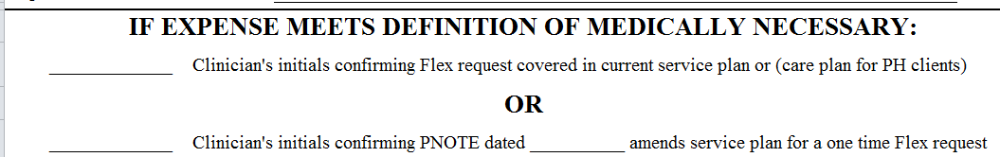 IF EXPENSE MEETS DEFINITION OF MEDICALLY NECESSARY:
_____________ Clinician's initials confirming Flex request covered in current service plan or (care plan for PH clients)
OR
_____________ Clinician's initials confirming PNOTE dated __________ amends service plan for a one time Flex request